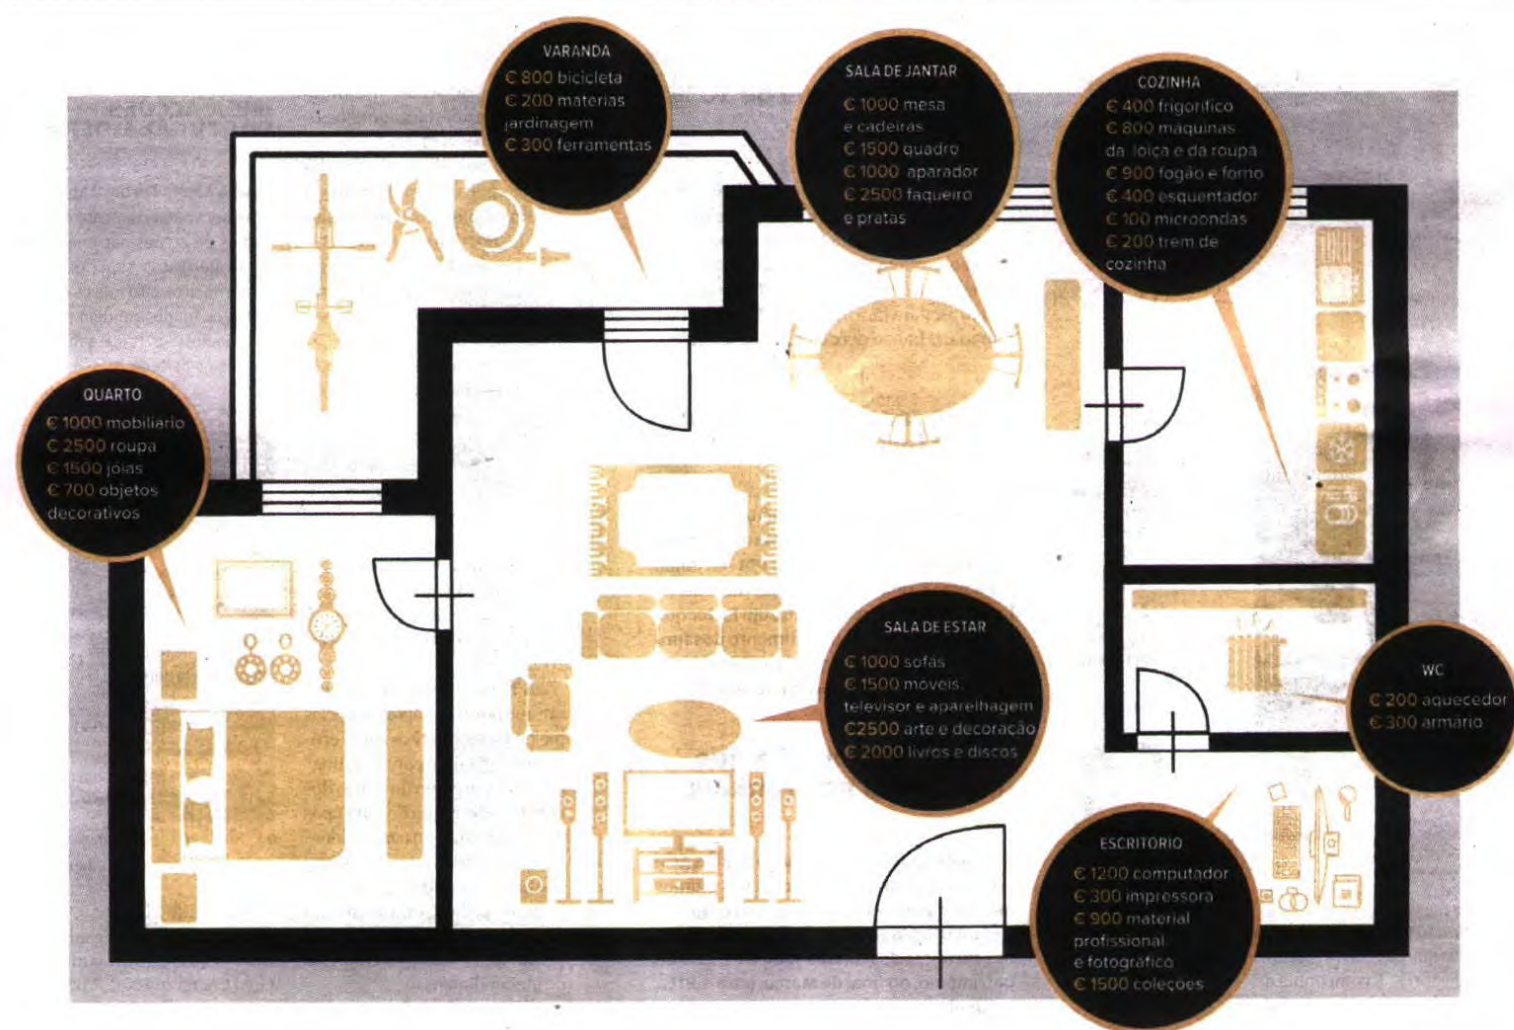 VARANDA
€ 800 bicicleta
€ 200 materias
jardinagem
€ 300 ferramentas
SALA DE JANTAR
€ 1000 mesa
e cadeiras
€ 1500 quadro
€ 1000 aparador
€ 2500 faqueiro
e pratas
COZINHA
€ 400 frigorífico
€ 800 máquinas
da loiça e da roupa
€ 900 fogão e forno
€ 400 esquentador
€ 100 microondas
€ 200 trem de
cozinha
QUARTO
€ 1000 mobiliário
€ 2500 roupa
€ 1500 jóias
€ 700 objetos
decorativos
SALA DE ESTAR
€ 1000 sofás
€ 1500 móveis,
televisor e aparelhagem
€2500 arte e decoração
€ 2000 livros e discos
WC
€ 200 aquecedor
€ 300 armário
ESCRITÓRIO
€ 1200 computador
€ 300 impressora
€ 900 material
profissional
e fotográfico
€ 1500 coleções